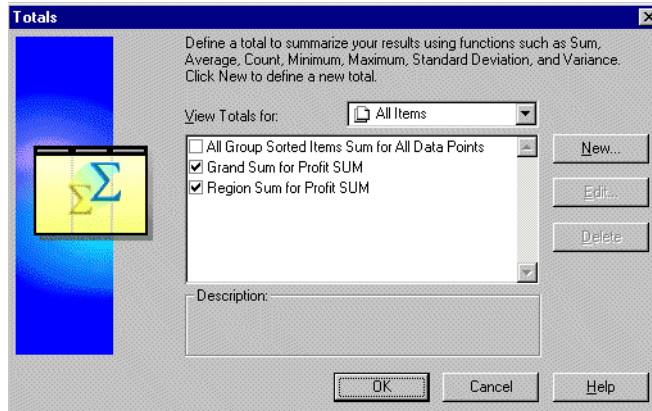 Totals
Define a total to summarize your results using functions such as Sum,
Average, Count, Minimum, Maximum, Standard Deviation, and Variance.
Click New to define a new total.
View Totals for: All Items
All Group Sorted Items Sum for All Data Points
Grand Sum for Profit SUM
Region Sum for Profit SUM
New...
Edit...
Delete
Description:
OK Cancel Help